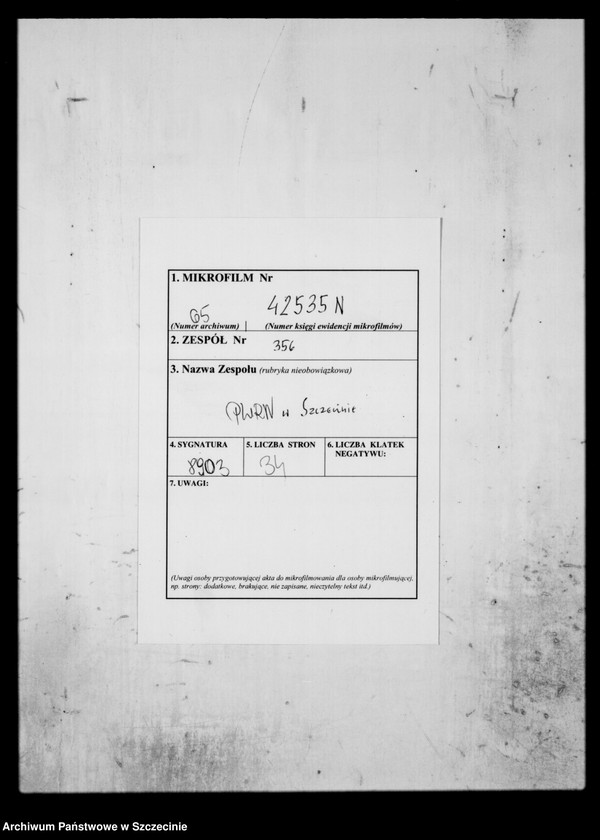 1. MIKROFILM Nr
65 42535 N
(Numer archiwum) (Numer księgi ewidencji mikrofilmów)
2. ZESPÓŁ Nr 356
3. Nazwa Zespołu (rubryka nieobowiązkowa)
PWRN w Szczecinie
4. SYGNATURA 5. LICZBA STRON 6. LICZBA KLATEK
NEGATYWU:
8903 34
7. UWAGI:
(Uwagi osoby przygotowującej akta do mikrofilmowania dla osoby mikrofilmującej,
np. strony: dodatkowe, brakujące, nie zapisane, nieczytelny tekst itd.)
Archiwum Państwowe w Szczecinie